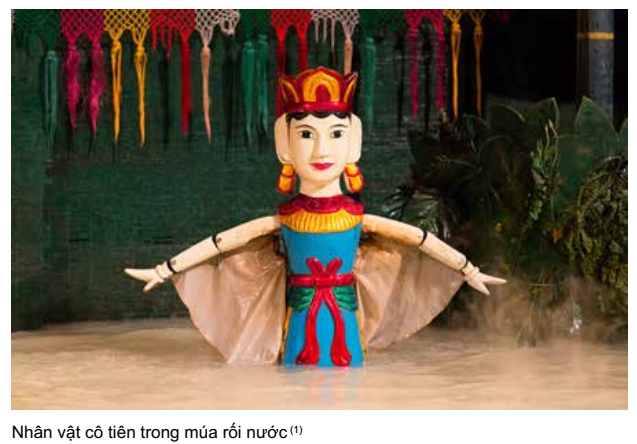 Nhân vật cô tiên trong múa rối nước (1)